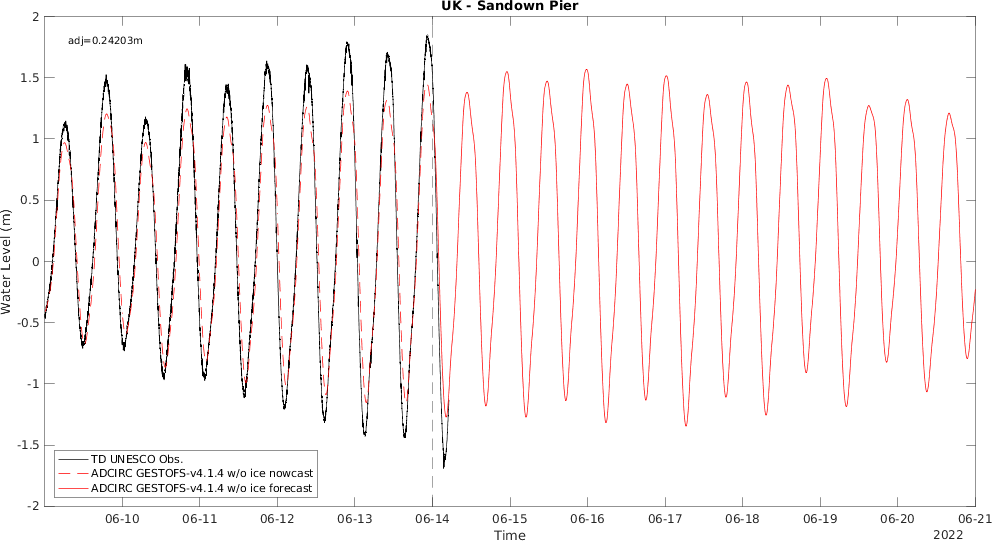 UK - Sandown Pier
adj=0.24203m
2
1.5
1
0.5
0
-0.5
-1
-1.5
-2
Water Level (m)
TD UNESCO Obs.
ADCIRC GESTOFS-v4.1.4 w/o ice nowcast
ADCIRC GESTOFS-v4.1.4 w/o ice forecast
06-10 06-11 06-12 06-13 06-14 06-15 06-16 06-17 06-18 06-19 06-20 06-21
Time
2022